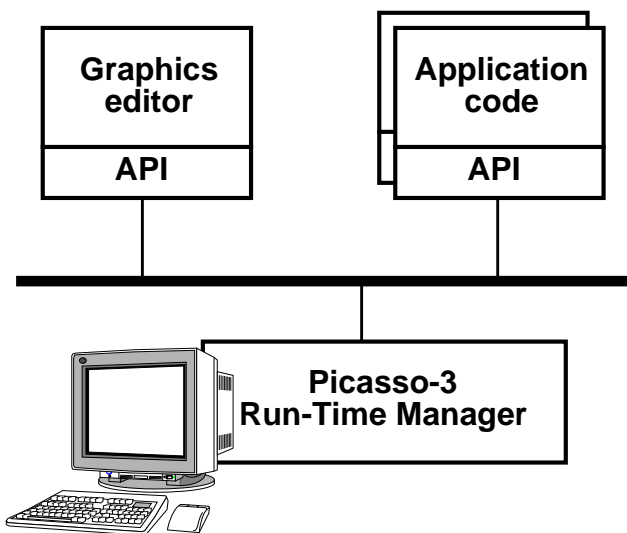 Graphics
editor
API
Application
code
API
Picasso-3
Run-Time Manager